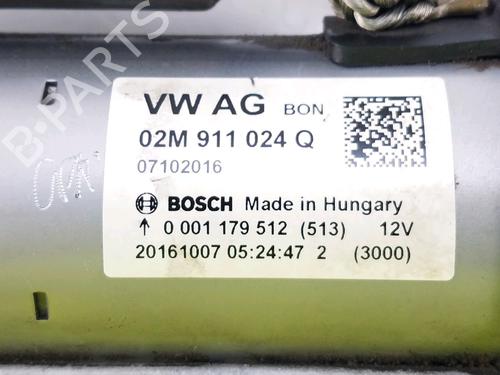 B-PARTS
VW AG BON
02M 911 024 Q
07102016
BOSCH Made in Hungary
↑ 0 001 179 512 (513) 12V
20161007 05:24:47 2 (3000)